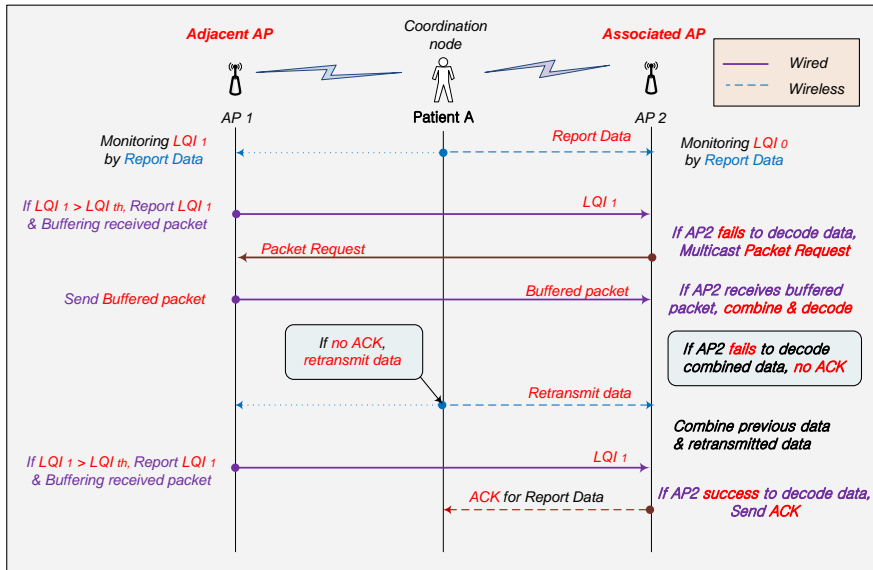 Adjacent AP
Coordination
node
Associated AP
Wired
Wireless
AP 1
Patient A
AP 2
Monitoring LQI 1
by Report Data
Report Data
Monitoring LQI 0
by Report Data
If LQI 1 > LQI th, Report LQI 1
& Buffering received packet
LQI 1
If AP2 fails to decode data,
Multicast Packet Request
Packet Request
Send Buffered packet
Buffered packet
If AP2 receives buffered
packet, combine & decode
If no ACK,
retransmit data
If AP2 fails to decode
combined data, no ACK
Retransmit data
Combine previous data
& retransmitted data
If LQI 1 > LQI th, Report LQI 1
& Buffering received packet
LQI 1
ACK for Report Data
If AP2 success to decode data,
Send ACK